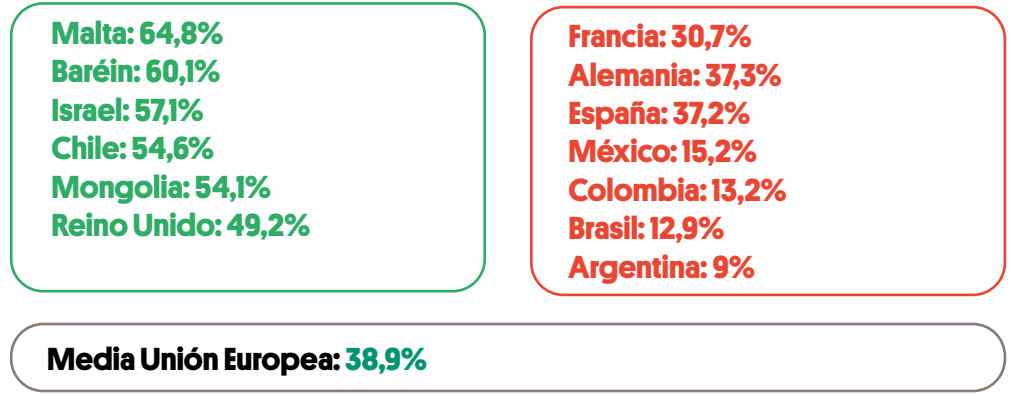 Malta: 64,8%
Baréin: 60,1%
Israel: 57,1%
Chile: 54,6%
Mongolia: 54,1%
Reino Unido: 49,2%
Francia: 30,7%
Alemania: 37,3%
España: 37,2%
México: 15,2%
Colombia: 13,2%
Brasil: 12,9%
Argentina: 9%
Media Unión Europea: 38,9%